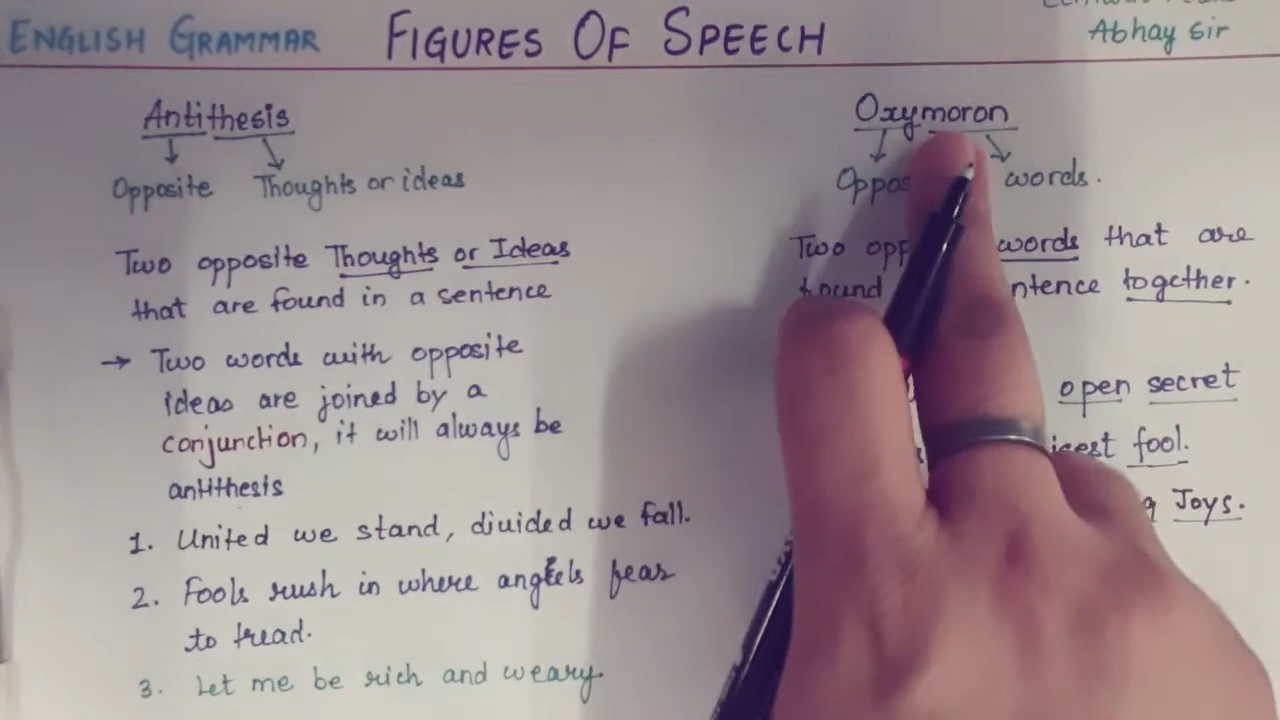 ENGLISH GRAMMAR FIGURES OF SPEECH
Abhay Sir
Antithesis
Opposite Thoughts or ideas
Two opposite Thoughts or Ideas
that are found in a sentence
→ Two words with opposite
ideas are joined by a
conjunction, it will always be
antithesis
1. United we stand, divided we fall.
2. Fools rush in where angels fear
to tread.
3. Let me be rich and weary.
Oxymoron
words.
Two words that are
found together.
open secret
fool.
Joys.